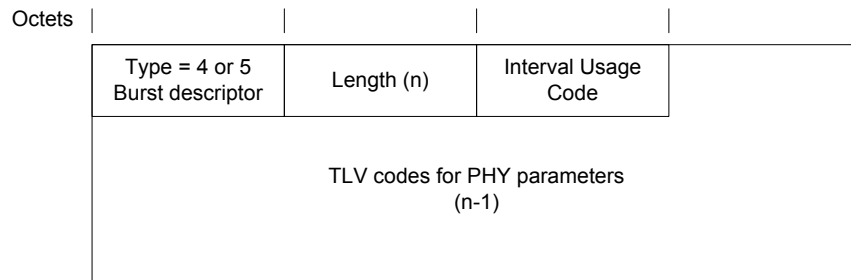 Octets
Type = 4 or 5
Burst descriptor
Length (n)
Interval Usage
Code
TLV codes for PHY parameters
(n-1)